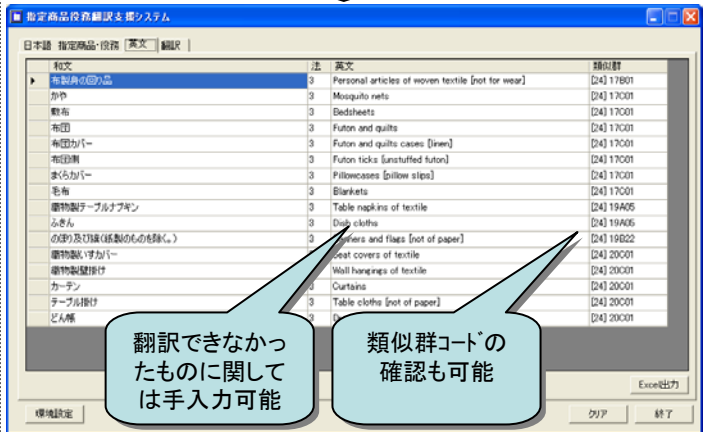 指定商品役務翻訳支援システム
日本語 指定商品・役務 英文 翻訳
和文 法 英文 類似群
布製身の回り品 3 Personal articles of woven textile [not for wear] [24] 17B01
かや 3 Mosquito nets [24] 17C01
敷布 3 Bedsheets [24] 17C01
布団 3 Futon and quilts [24] 17C01
布団カバー 3 Futon and quilts cases [linen] [24] 17C01
布団側 3 Futon ticks [unstuffed futon] [24] 17C01
まくらカバー 3 Pillowcases [pillow slips] [24] 17C01
毛布 3 Blankets [24] 17C01
織物製テーブルナプキン 3 Table napkins of textile [24] 19A05
ふきん 3 Dish cloths [24] 19A05
のぼり及び旗(紙製のものを除く。) 3 and flags [not of paper] [24] 19B22
織物製いすカバー 3 Seat covers of textile [24] 20C01
織物製壁掛け Wall hangings of textile [24] 20C01
カーテン Curtains [24] 20C01
テーブル掛け 3 Table cloths [not of paper] [24] 20C01
どん帳 3 [24] 20C01
翻訳できなかっ
たものに関して
は手入力可能
類似群コードの
確認も可能
Excel出力
環境設定 クリア 終了